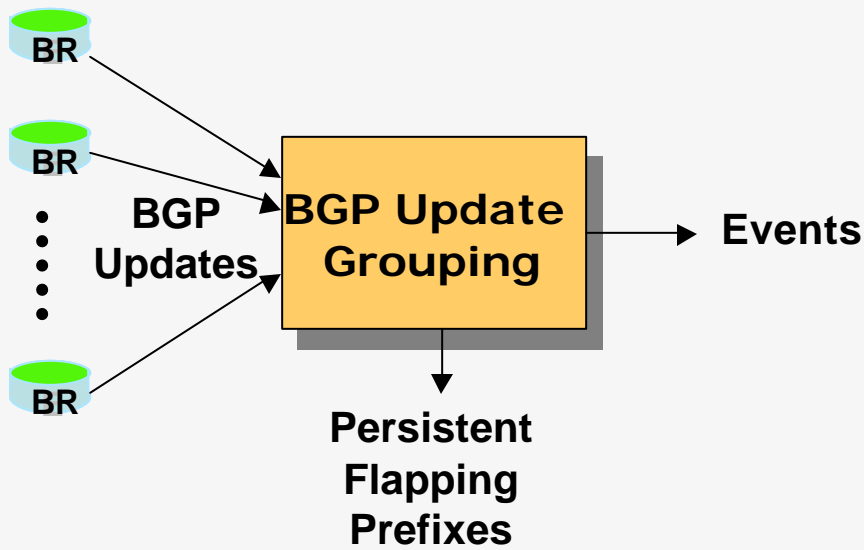 BR
BR
BGP
Updates
BR
BGP Update
Grouping
Events
Persistent
Flapping
Prefixes